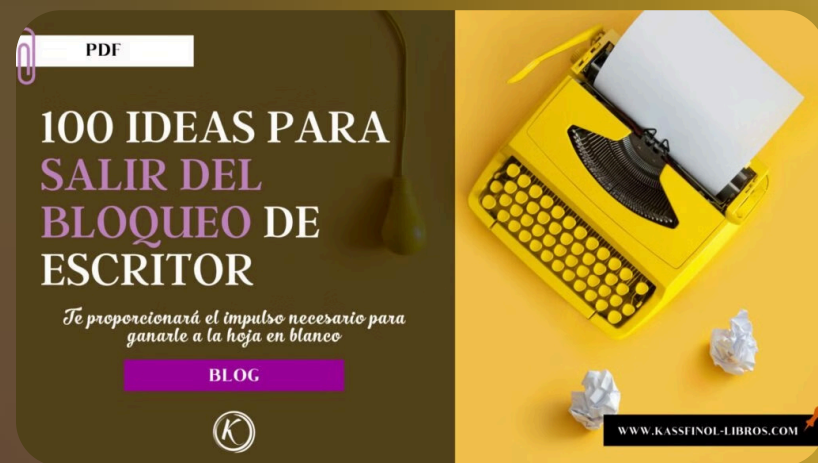 PDF
100 IDEAS PARA
SALIR DEL
BLOQUEO DE
ESCRITOR
Te proporcionará el impulso necesario para
ganarle a la hoja en blanco
BLOG
K
WWW.KASSFINOL-LIBROS.COM